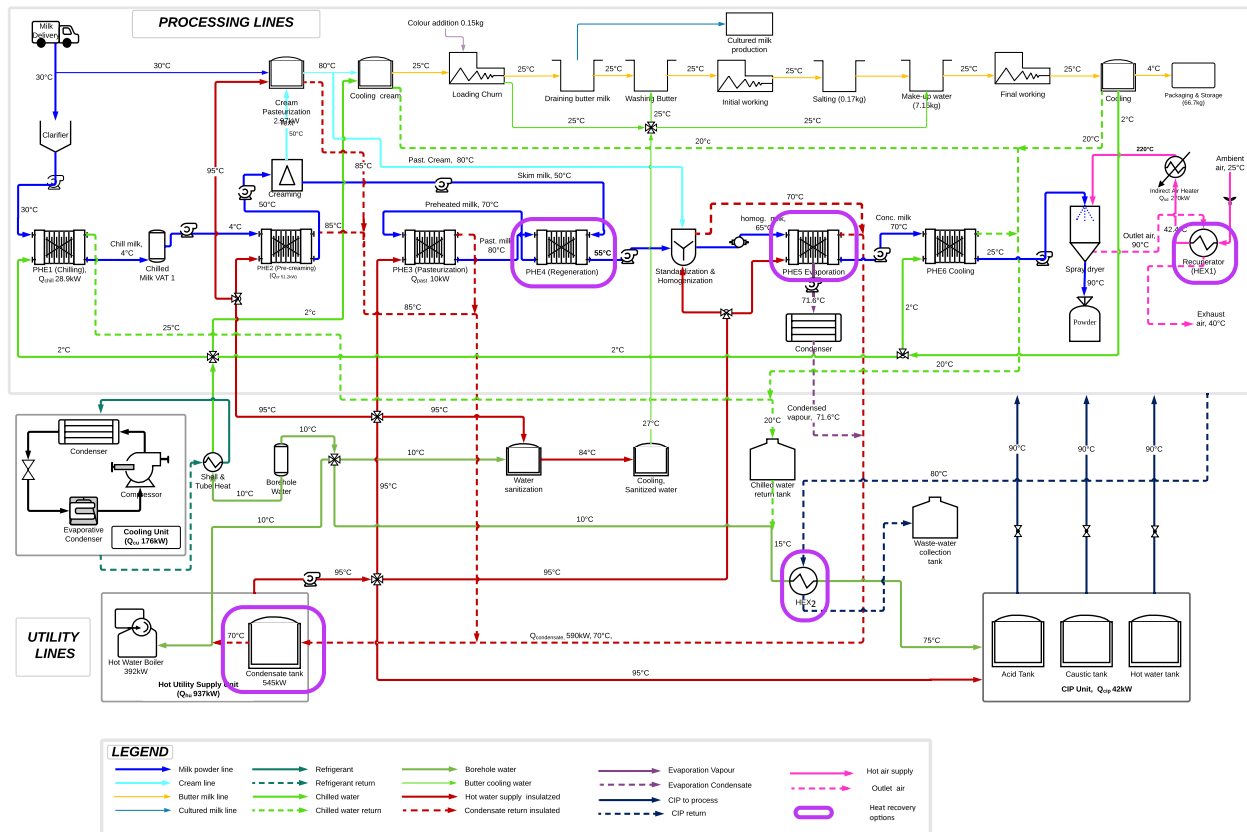 PROCESSING LINES
Milk
Delivery
30°C
30°C
Clarifier
30°C
PHE1 (Chilling),
Qchill 28.9kW
Chill milk,
4°C
Chilled
Milk VAT 1
4°C
80°C
Cream
Pasteurization
50°C
Creaming
50°C
95°C
85°C
85°C
PHE2 (Pre-creaming)
Cooling cream
25°C
Colour addition 0.15kg
Loading Churn
25°C
Draining butter milk
25°C
Cultured milk
production
Washing Butter
25°C
Initial working
25°C
Salting (0.17kg)
25°C
Make-up water
(7.15kg)
25°C
Final working
25°C
Cooling
4°C
Packaging & Storage
(66.7kg)
25°C
25°C
25°C
20°c
20°C
2°C
Past. Cream, 80°C
Skim milk, 50°C
Preheated milk, 70°C
Past. milk
80°C
PHE3 (Pasteurization)
Qpast 10kW
PHE4 (Regeneration)
55°C
Standardization &
Homogenization
70°C
homog. milk,
65°C
PHE5 Evaporation
71.6°C
Condenser
Conc. milk
70°C
PHE6 Cooling
25°C
Spray dryer
90°C
Powder
220°C
Indirect Air Heater
Ambient
air, 25°C
Outlet air,
90°C
Recuperator
(HEX1)
Exhaust
air, 40°C
85°C
2°c
25°C
2°C
2°C
2°C
20°C
Condenser
Compressor
Evaporative
Condenser
Cooling Unit
(Qcu 176kW)
Shell &
Tube Heat
10°C
Borehole
Water
10°C
95°C
95°C
10°C
Water
sanitization
84°C
Cooling,
Sanitized water
27°C
95°C
10°C
10°C
Condensed
vapour, 71.6°C
20°C
Chilled water
return tank
15°C
HEX2
80°C
Waste-water
collection
tank
90°C
90°C
90°C
95°C
95°C
UTILITY
LINES
Hot Water Boiler
392kW
70°C
Condensate tank
545kW
Hot Utility Supply Unit
(Qhu 937kW)
Qcondensate, 590kW, 70°C,
95°C
75°C
Acid Tank
Caustic tank
Hot water tank
CIP Unit, Qcip 42kW
LEGEND
Milk powder line
Cream line
Butter milk line
Cultured milk line
Refrigerant
Refrigerant return
Chilled water
Chilled water return
Borehole water
Butter cooling water
Hot water supply insulatzed
Condensate return insulated
Evaporation Vapour
Evaporation Condensate
CIP to process
CIP return
Hot air supply
Outlet air
Heat recovery
options